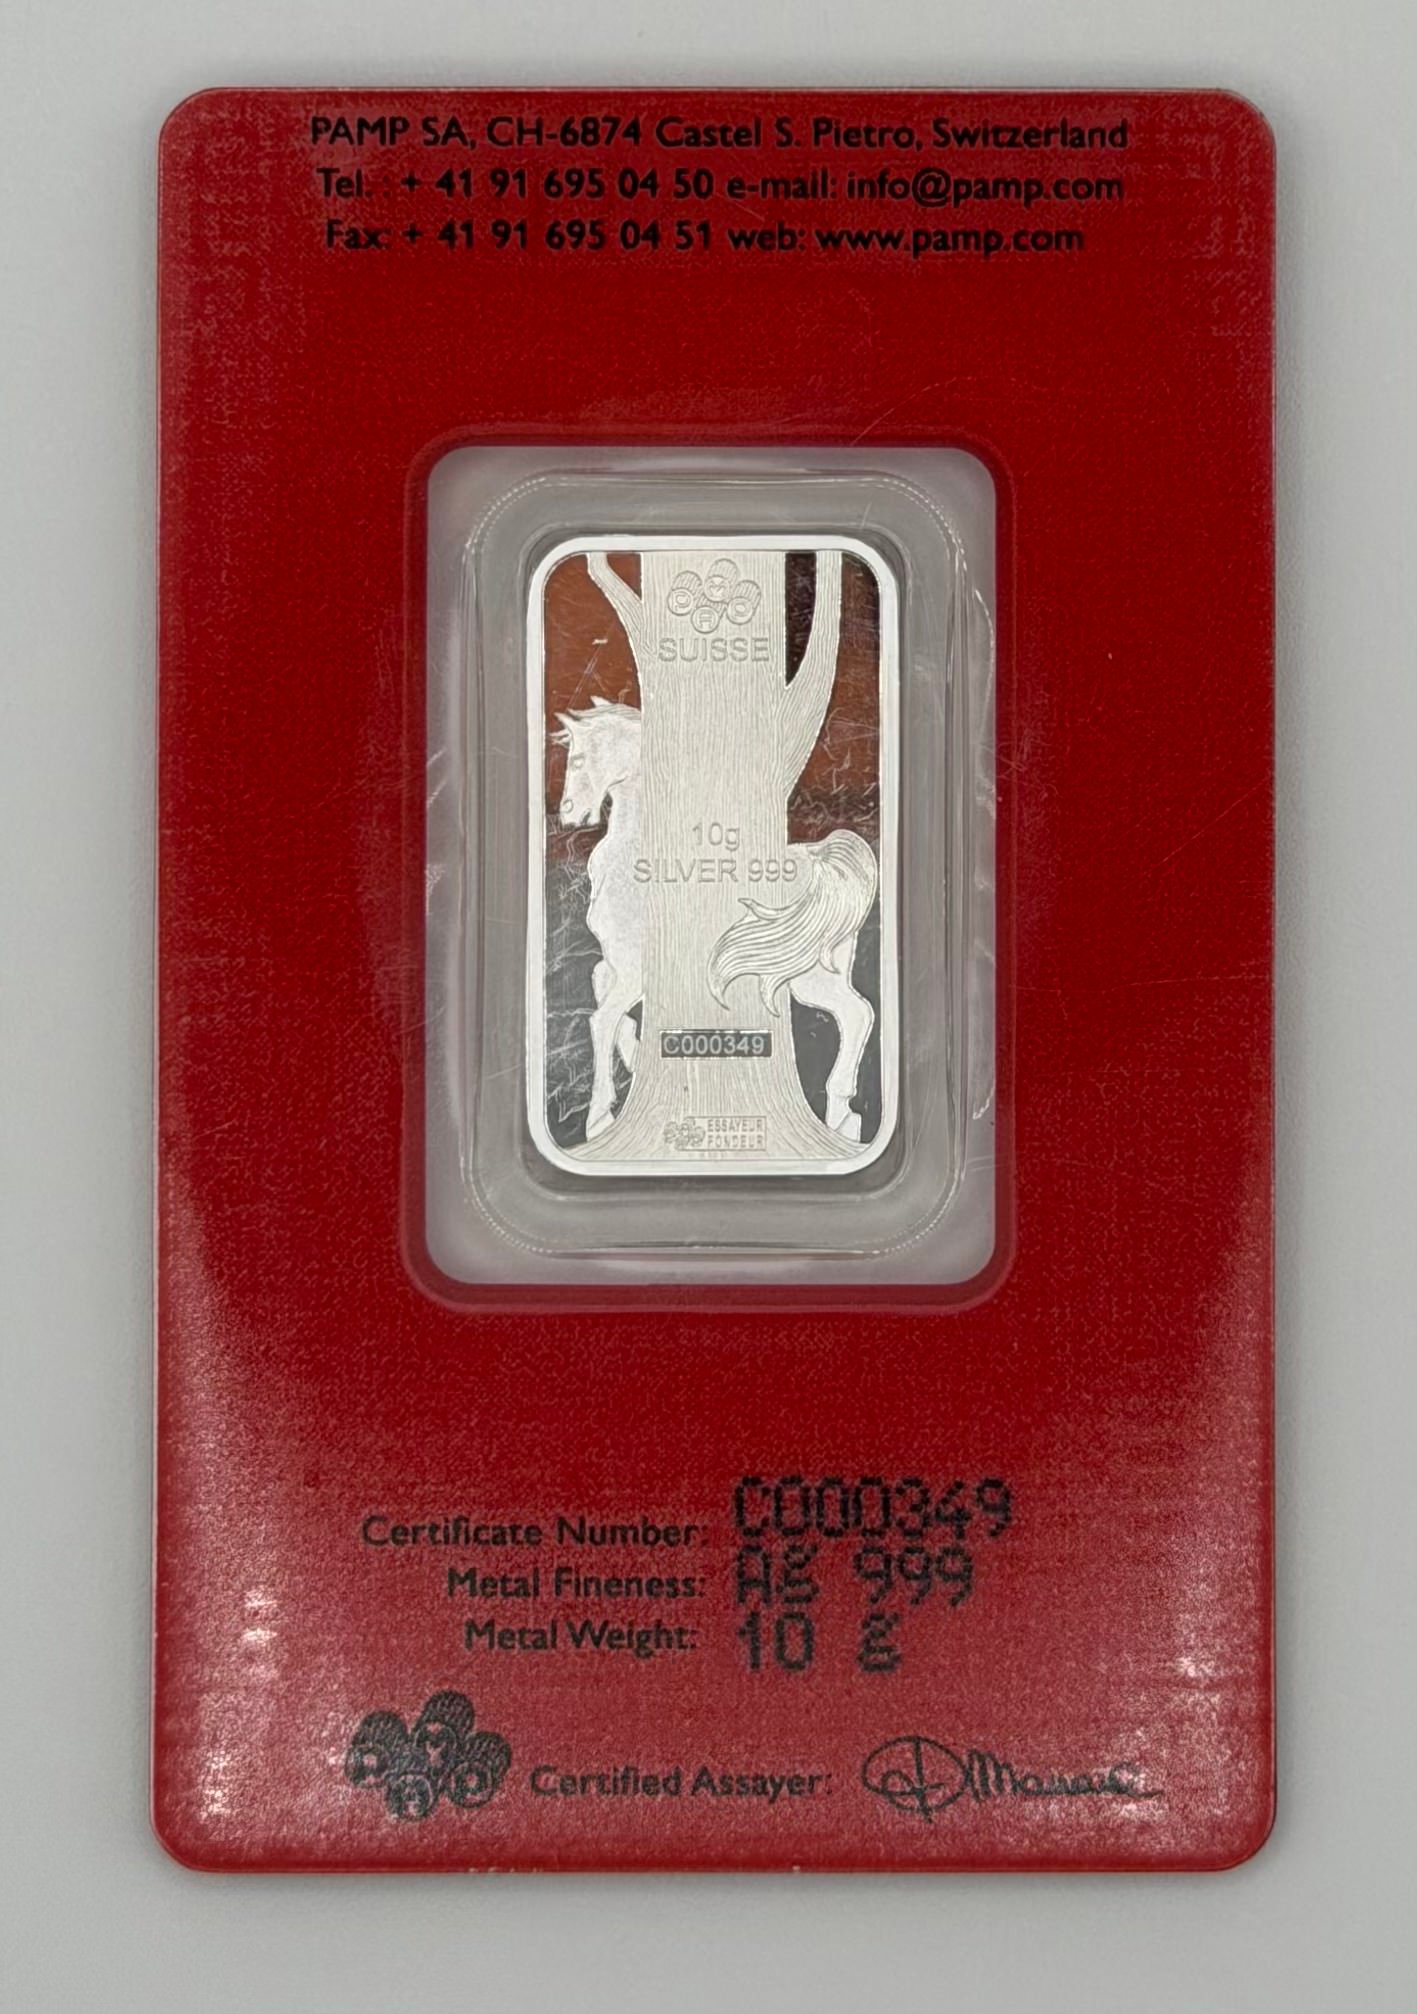 PAMP SA, CH-6874 Castel S. Pietro, Switzerland
Tel. : + 41 91 695 04 50 e-mail: info@pamp.com
Fax: + 41 91 695 04 51 web: www.pamp.com
PAMP
SUISSE
10g
SILVER 999
C000349
ESSAYEUR
FONDEUR
Certificate Number: C000349
Metal Fineness: Ag 999
Metal Weight: 10 g
PAMP
Certified Assayer: